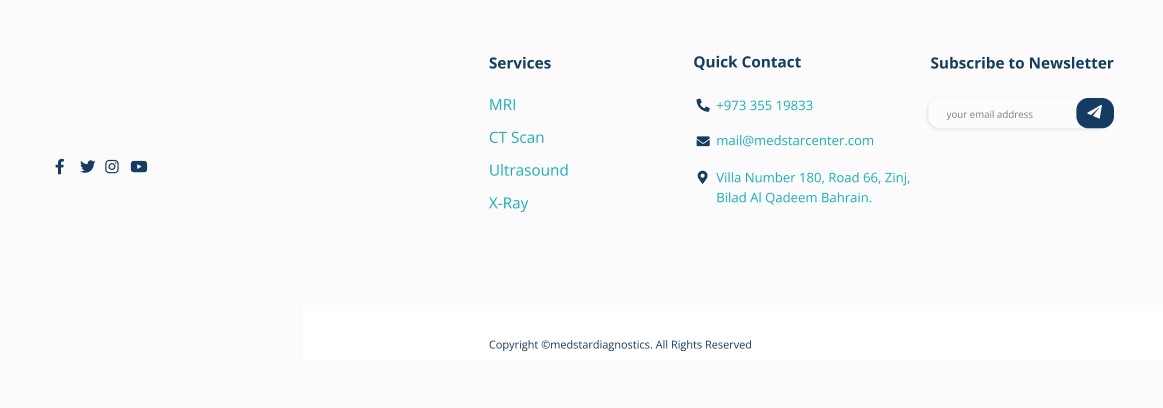 Services
MRI
CT Scan
Ultrasound
X-Ray
Quick Contact
+973 355 19833
mail@medstarcenter.com
Villa Number 180, Road 66, Zinj,
Bilad Al Qadeem Bahrain.
Subscribe to Newsletter
your email address
Copyright ©medstardiagnostics. All Rights Reserved